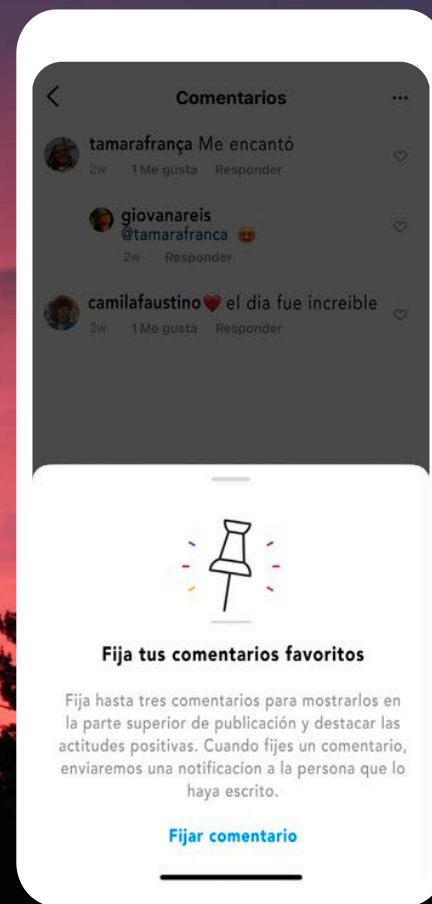 Comentarios
tamarafrança Me encantó
2w 1 Me gusta Responder
giovanareis
@tamarafranca 😍
2w Responder
camilafaustino❤️ el dia fue increible
2w 1 Me gusta Responder
Fija tus comentarios favoritos
Fija hasta tres comentarios para mostrarlos en
la parte superior de publicación y destacar las
actitudes positivas. Cuando fijes un comentario,
enviaremos una notificacíon a la persona que lo
haya escrito.
Fijar comentario